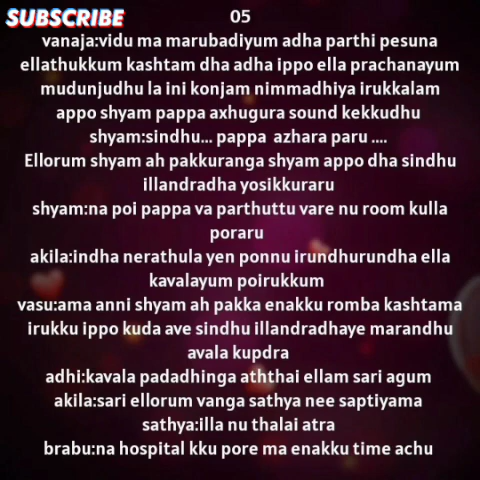 SUBSCRIBE
05
vanaja:vidu ma marubadiyum adha parthi pesuna
ellathukkum kashtam dha adha ippo ella prachanayum
mudunjudhu la ini konjam nimmadhiya irukkalam
appo shyam pappa axhugura sound kekkudhu
shyam:sindhu... pappa azhara paru ....
Ellorum shyam ah pakkuranga shyam appo dha sindhu
illandradha yosikkuraru
shyam:na poi pappa va parthuttu vare nu room kulla
poraru
akila:indha nerathula yen ponnu irundhurundha ella
kavalayum poirukkum
vasu:ama anni shyam ah pakka enakku romba kashtama
irukku ippo kuda ave sindhu illandradhaye marandhu
avala kupdra
adhi:kavala padadhinga aththai ellam sari agum
akila:sari ellorum vanga sathya nee saptiyama
sathya:illa nu thalai atra
brabu:na hospital kku pore ma enakku time achu